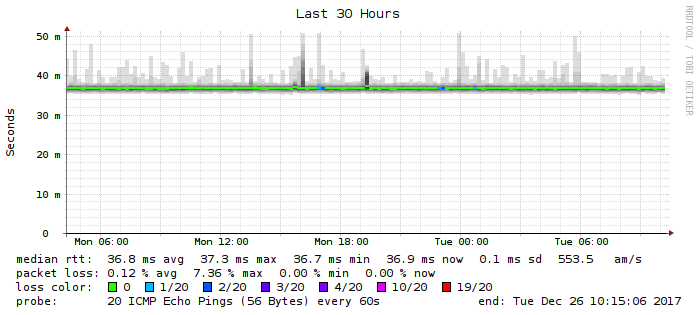 Last 30 Hours
RRDTOOL / TOBI OETIKER
Seconds
50 m
40 m
30 m
20 m
10 m
0
Mon 06:00 Mon 12:00 Mon 18:00 Tue 00:00 Tue 06:00
median rtt: 36.8 ms avg 37.3 ms max 36.7 ms min 36.9 ms now 0.1 ms sd 553.5 am/s
packet loss: 0.12 % avg 7.36 % max 0.00 % min 0.00 % now
loss color: 0 1/20 2/20 3/20 4/20 10/20 19/20
probe: 20 ICMP Echo Pings (56 Bytes) every 60s end: Tue Dec 26 10:15:06 2017